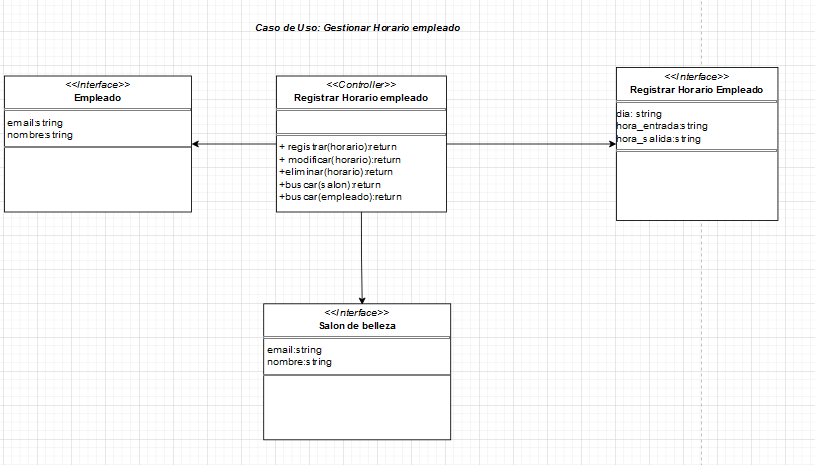 Caso de Uso: Gestionar Horario empleado
<<Interface>>
Empleado
email:string
nombre:string
<<Controller>>
Registrar Horario empleado
+ registrar(horario):return
+ modificar(horario):return
+eliminar(horario):return
+buscar(salon):return
+buscar(empleado):return
<<Interface>>
Registrar Horario Empleado
dia: string
hora_entrada:string
hora_salida:string
<<Interface>>
Salon de belleza
email:string
nombre:string